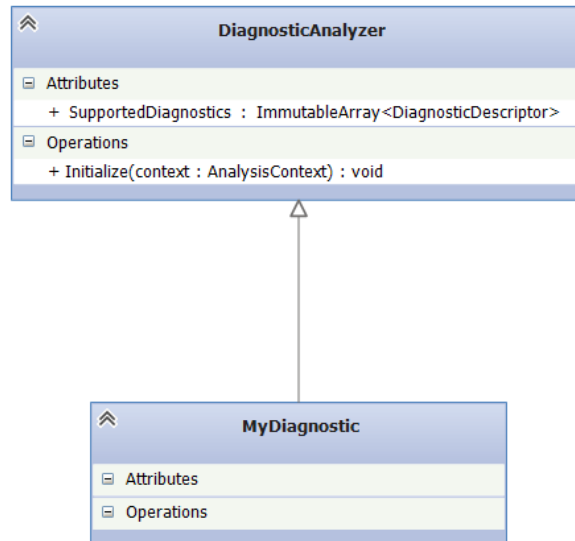 DiagnosticAnalyzer
Attributes
+ SupportedDiagnostics : ImmutableArray<DiagnosticDescriptor>
Operations
+ Initialize(context : AnalysisContext) : void
MyDiagnostic
Attributes
Operations